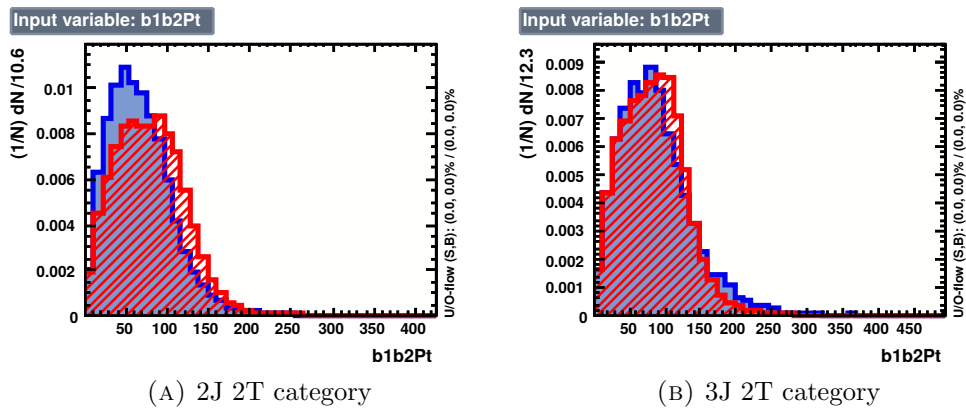 Input variable: b1b2Pt
(1/N) dN/10.6
0.01
0.008
0.006
0.004
0.002
0
50 100 150 200 250 300 350 400
b1b2Pt
U/O-flow (S,B): (0.0, 0.0)% / (0.0, 0.0)%
(A) 2J 2T category
Input variable: b1b2Pt
(1/N) dN/12.3
0.009
0.008
0.007
0.006
0.005
0.004
0.003
0.002
0.001
0
50 100 150 200 250 300 350 400 450
b1b2Pt
U/O-flow (S,B): (0.0, 0.0)% / (0.0, 0.0)%
(B) 3J 2T category